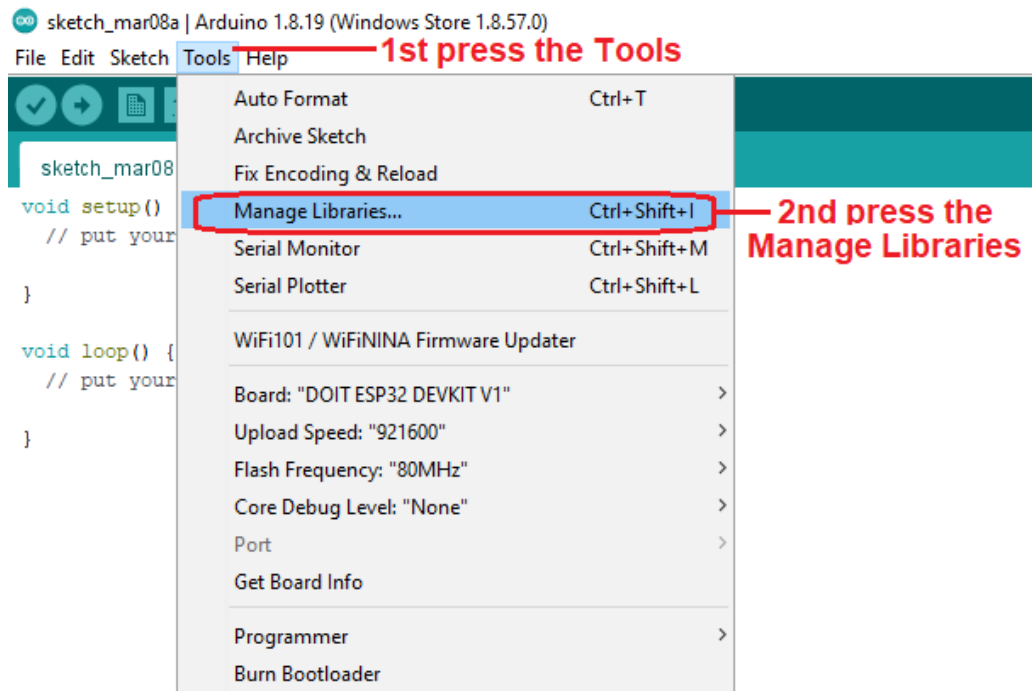 sketch_mar08a | Arduino 1.8.19 (Windows Store 1.8.57.0)
File Edit Sketch Tools Help
1st press the Tools
Auto Format Ctrl+T
Archive Sketch
sketch_mar08
Fix Encoding & Reload
void setup()
Manage Libraries... Ctrl+Shift+I
2nd press the
Manage Libraries
// put your
Serial Monitor Ctrl+Shift+M
}
Serial Plotter Ctrl+Shift+L
WiFi101 / WiFiNINA Firmware Updater
void loop() {
// put your
Board: "DOIT ESP32 DEVKIT V1"
}
Upload Speed: "921600"
Flash Frequency: "80MHz"
Core Debug Level: "None"
Port
Get Board Info
Programmer
Burn Bootloader